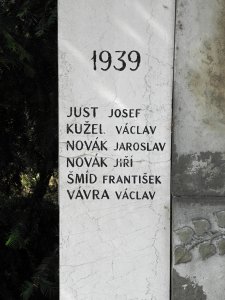 1939
JUST JOSEF
KUŽEL VÁCLAV
NOVÁK JAROSLAV
NOVÁK JIŘÍ
ŠMÍD FRANTIŠEK
VÁVRA VÁCLAV